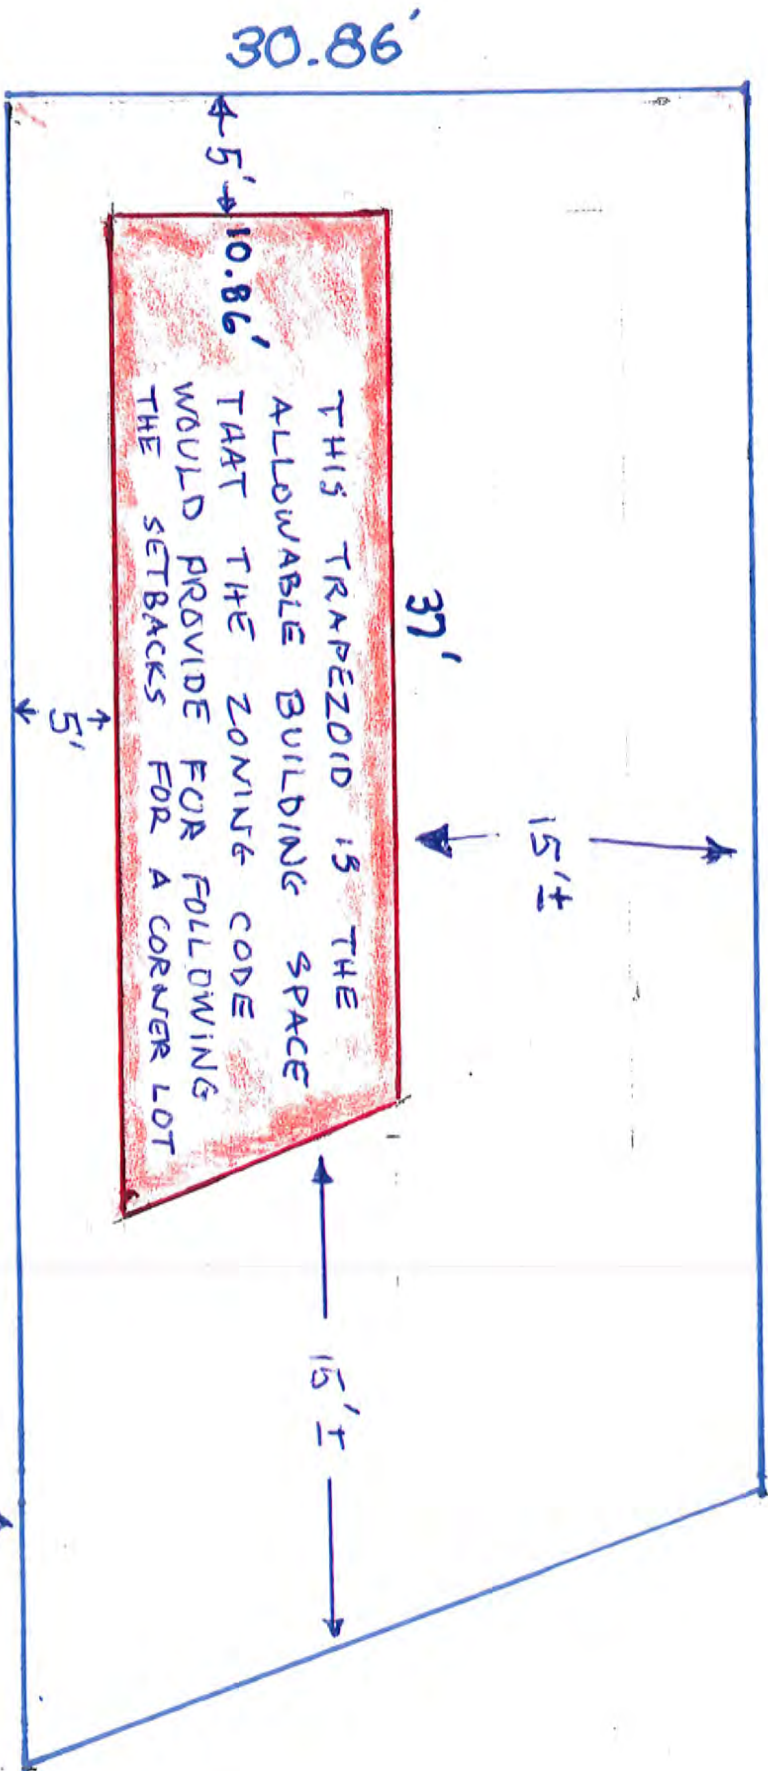 30.86'
5'
10.86'
37'
THIS TRAPEZOID IS THE
ALLOWABLE BUILDING SPACE
THAT THE ZONING CODE
WOULD PROVIDE FOR FOLLOWING
THE SETBACKS FOR A CORNER LOT
15'±
5'
15'±